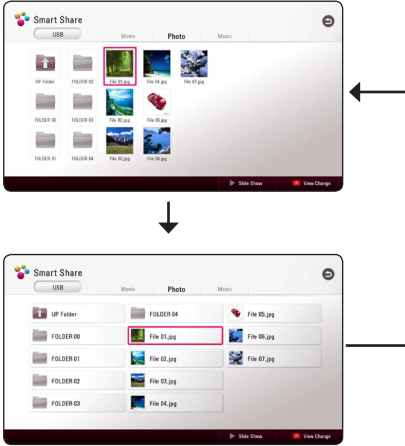 Smart Share
USB Movie Photo Music
UP Folder FOLDER 02 File 01.jpg File 04.jpg File 07.jpg
FOLDER 00 FOLDER 03 File 02.jpg File 05.jpg
FOLDER 01 FOLDER 04 File 03.jpg File 06.jpg
Slide Show R View Change
Smart Share
USB Movie Photo Music
UP Folder FOLDER 04 File 05.jpg
FOLDER 00 File 01.jpg File 06.jpg
FOLDER 01 File 02.jpg File 07.jpg
FOLDER 02 File 03.jpg
FOLDER 03 File 04.jpg
Slide Show R View Change